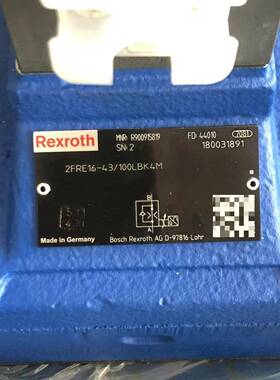 Rexroth
MNR: R900915819
FD: 44010
7081
SN: 2
180031891
2FRE16-43/100LBK4M
B
A
Made in Germany
Bosch Rexroth AG D-97816 Lohr